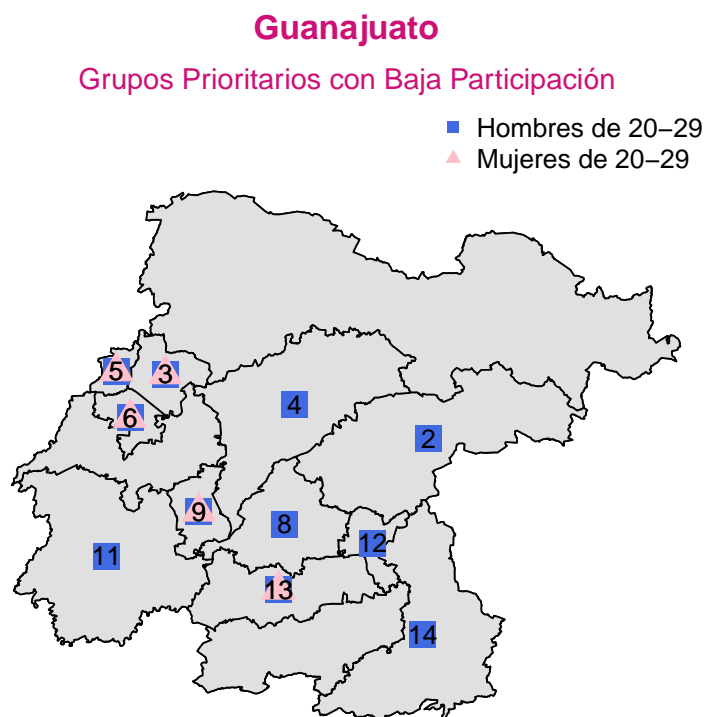 Guanajuato
Grupos Prioritarios con Baja Participación
Hombres de 20–29
Mujeres de 20–29
5
3
6
4
2
9
8
12
11
13
14